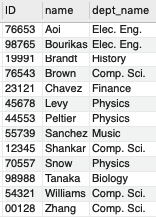 ID name dept_name
76653 Aoi Elec. Eng.
98765 Bourikas Elec. Eng.
19991 Brandt History
76543 Brown Comp. Sci.
23121 Chavez Finance
45678 Levy Physics
44553 Peltier Physics
55739 Sanchez Music
12345 Shankar Comp. Sci.
70557 Snow Physics
98988 Tanaka Biology
54321 Williams Comp. Sci.
00128 Zhang Comp. Sci.